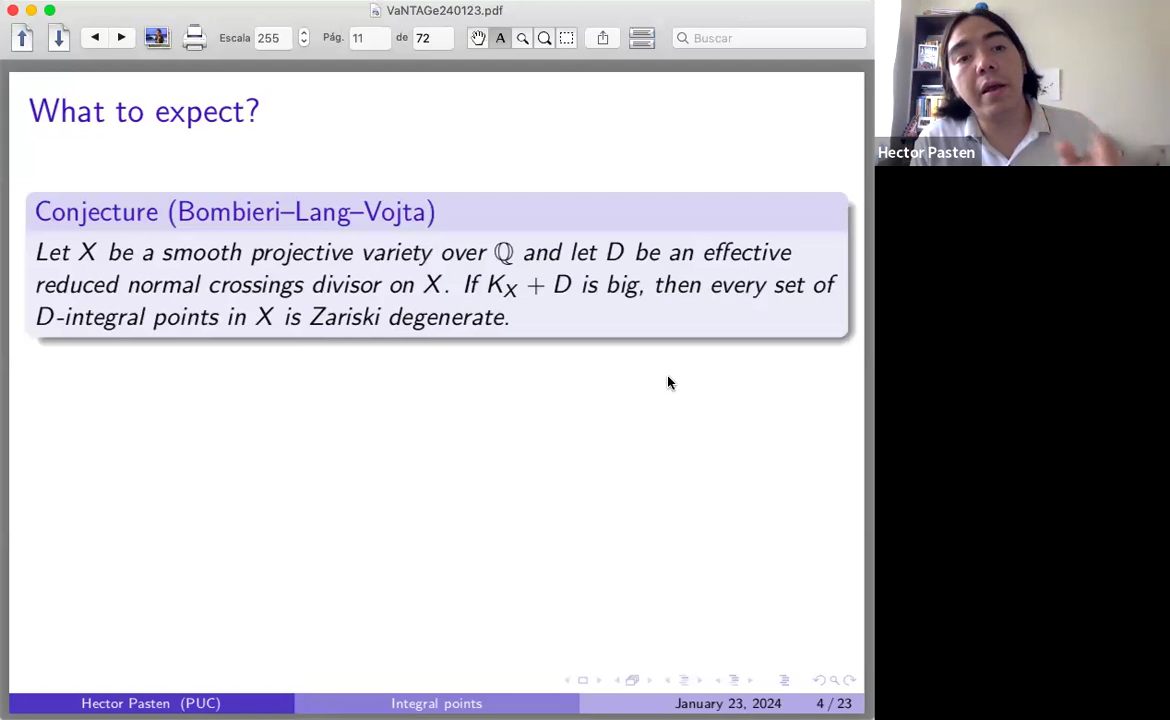 VaNTAGe240123.pdf
Escala 255 Pág. 11 de 72 A Buscar
What to expect?
Conjecture (Bombieri–Lang–Vojta)
Let X be a smooth projective variety over ℚ and let D be an effective
reduced normal crossings divisor on X. If K_X + D is big, then every set of
D-integral points in X is Zariski degenerate.
Hector Pasten (PUC) Integral points January 23, 2024 4 / 23
Hector Pasten